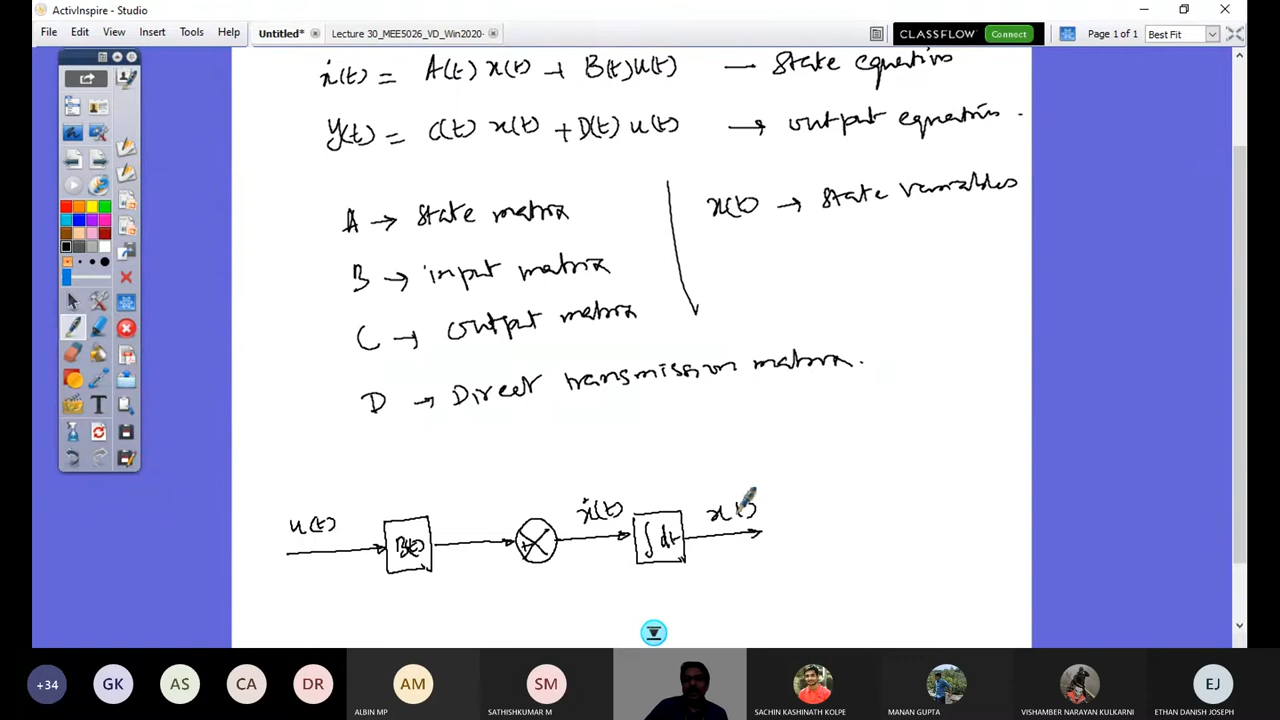 ActivInspire - Studio
File Edit View Insert Tools Help
Untitled* Lecture 30_MEE5026_VD_Win2020- CLASSFLOW Connect Page 1 of 1 Best Fit
ẋ(t) = A(t) x(t) + B(t)u(t) — State equations
y(t) = C(t) x(t) + D(t) u(t) → output equations.
A → State matrix
x(t) → State variables
B → input matrix
C → output matrix
D → Direct transmission matrix.
u(t) B(t) + ẋ(t) ∫ dt x(t)
+34 GK AS CA DR AM SM EJ
ALBIN MP SATHISHKUMAR M SACHIN KASHINATH KOLPE MANAN GUPTA VISHAMBER NARAYAN KULKARNI ETHAN DANISH JOSEPH